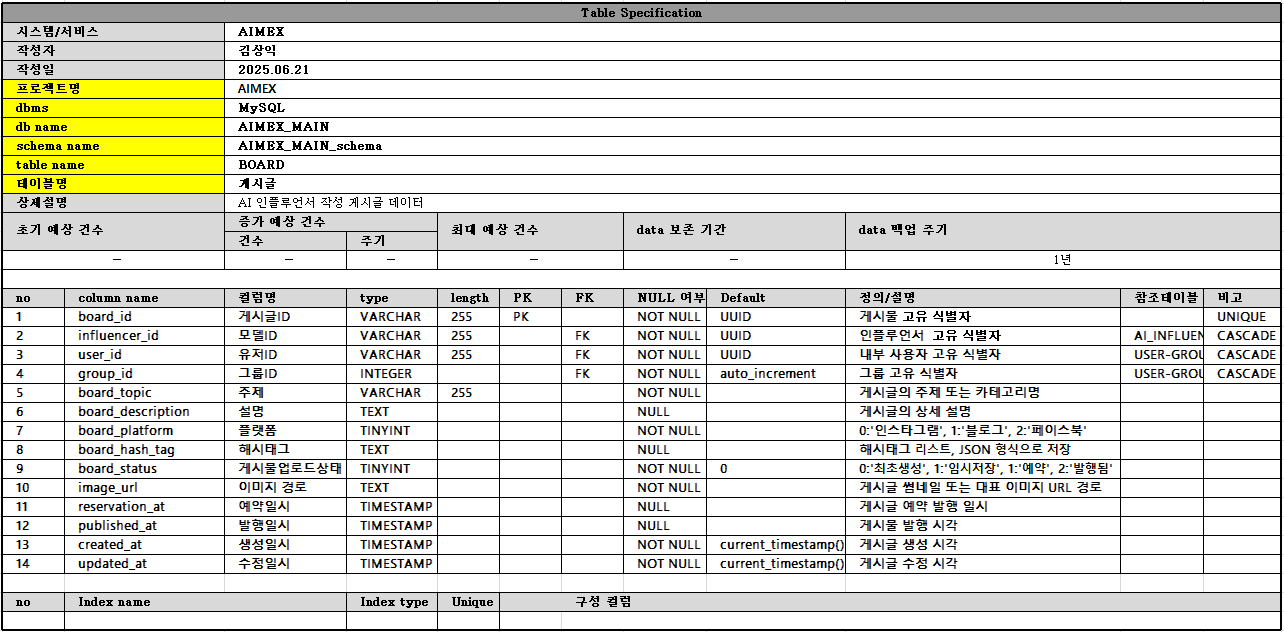 Table Specification
시스템/서비스 AIMEX
작성자 김상익
작성일 2025.06.21
프로젝트명 AIMEX
dbms MySQL
db name AIMEX_MAIN
schema name AIMEX_MAIN_schema
table name BOARD
테이블명 게시글
상세설명 AI 인플루언서 작성 게시글 데이터
초기 예상 건수 증가 예상 건수 최대 예상 건수 data 보존 기간 data 백업 주기
건수 주기
– – – – – 1년
no column name 컬럼명 type length PK FK NULL 여부 Default 정의/설명 참조테이블 비고
1 board_id 게시글ID VARCHAR 255 PK NOT NULL UUID 게시물 고유 식별자 UNIQUE
2 influencer_id 모델ID VARCHAR 255 FK NOT NULL UUID 인플루언서 고유 식별자 AI_INFLUEN CASCADE
3 user_id 유저ID VARCHAR 255 FK NOT NULL UUID 내부 사용자 고유 식별자 USER-GROU CASCADE
4 group_id 그룹ID INTEGER FK NOT NULL auto_increment 그룹 고유 식별자 USER-GROU CASCADE
5 board_topic 주제 VARCHAR 255 NOT NULL 게시글의 주제 또는 카테고리명
6 board_description 설명 TEXT NULL 게시글의 상세 설명
7 board_platform 플랫폼 TINYINT NOT NULL 0:'인스타그램', 1:'블로그', 2:'페이스북'
8 board_hash_tag 해시태그 TEXT NULL 해시태그 리스트, JSON 형식으로 저장
9 board_status 게시물업로드상태 TINYINT NOT NULL 0 0:'최초생성', 1:'임시저장', 1:'예약', 2:'발행됨'
10 image_url 이미지 경로 TEXT NOT NULL 게시글 썸네일 또는 대표 이미지 URL 경로
11 reservation_at 예약일시 TIMESTAMP NULL 게시글 예약 발행 일시
12 published_at 발행일시 TIMESTAMP NULL 게시물 발행 시각
13 created_at 생성일시 TIMESTAMP NOT NULL current_timestamp() 게시글 생성 시각
14 updated_at 수정일시 TIMESTAMP NOT NULL current_timestamp() 게시글 수정 시각
no Index name Index type Unique 구성 컬럼